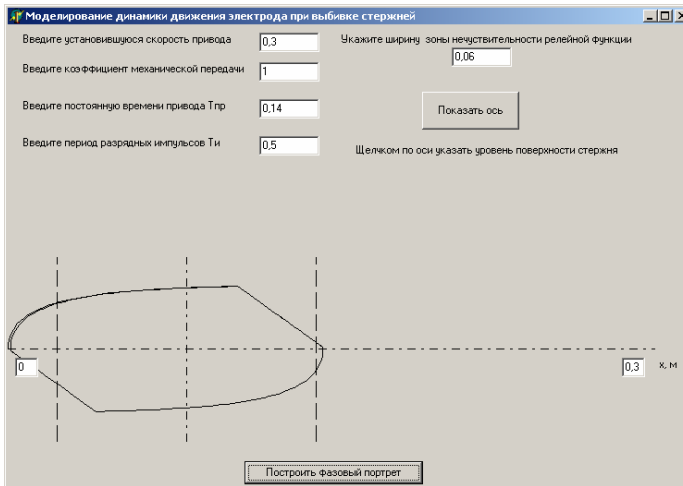 Моделирование динамики движения электрода при выбивке стержней
Введите установившуюся скорость привода
0,3
Укажите ширину зоны нечуствительности релейной функции
0,06
Введите коэффициент механической передачи
1
Введите постоянную времени привода Тпр
0,14
Показать ось
Введите период разрядных импульсов Ти
0,5
Щелчком по оси указать уровень поверхности стержня
0
0,3
х, м
Построить фазовый портрет